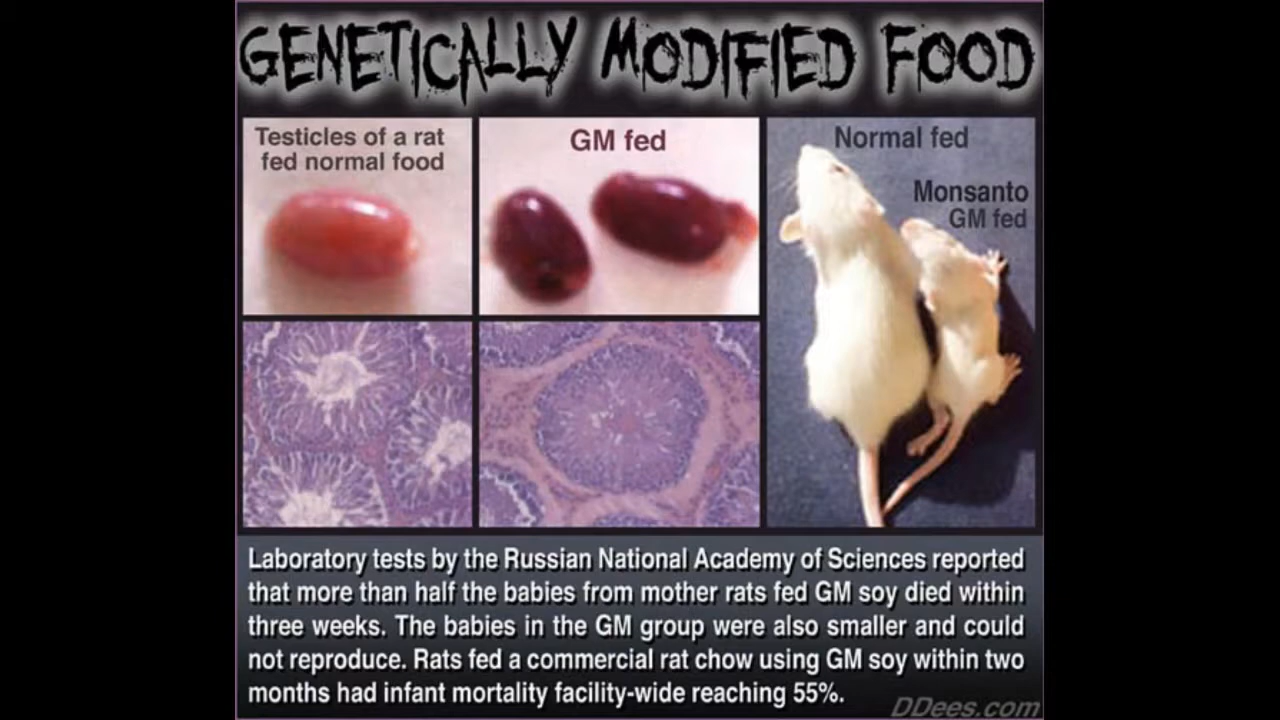 GENETICALLY MODIFIED FOOD
Testicles of a rat
fed normal food
GM fed
Normal fed
Monsanto
GM fed
Laboratory tests by the Russian National Academy of Sciences reported
that more than half the babies from mother rats fed GM soy died within
three weeks. The babies in the GM group were also smaller and could
not reproduce. Rats fed a commercial rat chow using GM soy within two
months had infant mortality facility-wide reaching 55%.
DDees.com